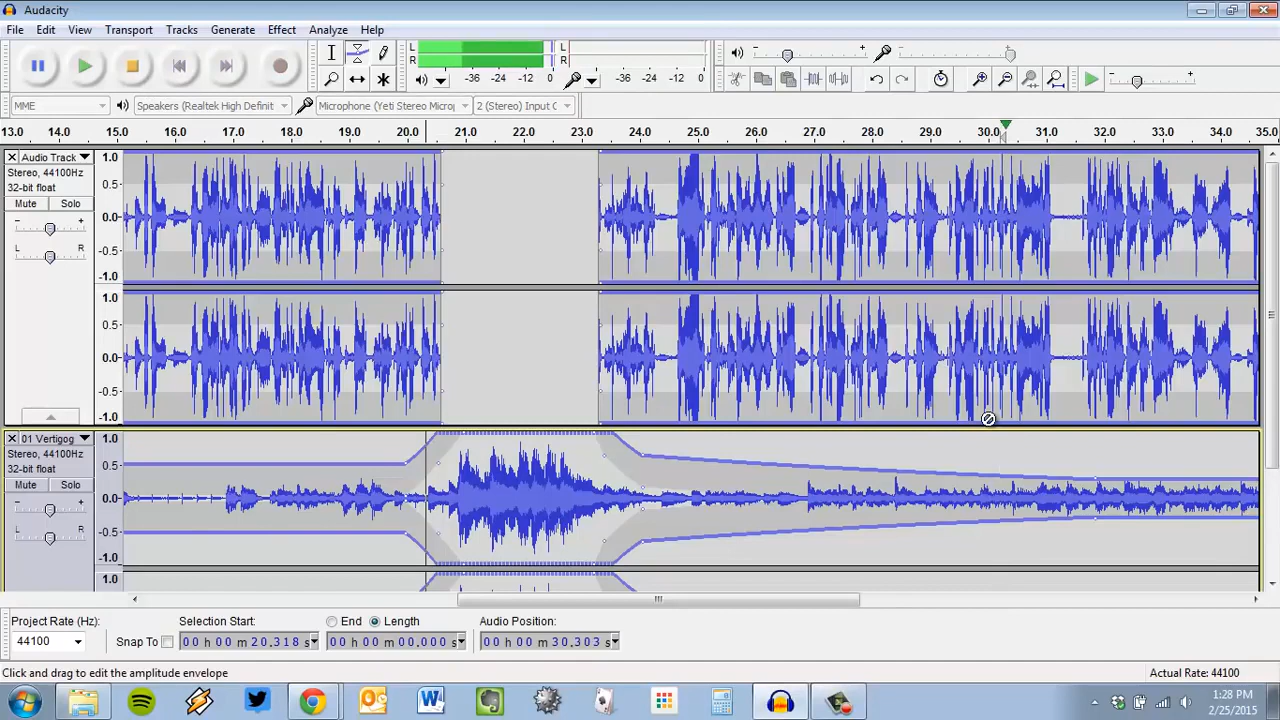 Audacity
File Edit View Transport Tracks Generate Effect Analyze Help
L
R
-36 -24 -12 0
L
R
-36 -24 -12 0
MME
Speakers (Realtek High Definit
Microphone (Yeti Stereo Microp
2 (Stereo) Input C
13.0 14.0 15.0 16.0 17.0 18.0 19.0 20.0 21.0 22.0 23.0 24.0 25.0 26.0 27.0 28.0 29.0 30.0 31.0 32.0 33.0 34.0 35.0
Audio Track
Stereo, 44100Hz
32-bit float
Mute Solo
- +
L R
1.0
0.5
0.0
-0.5
-1.0
1.0
0.5
0.0
-0.5
-1.0
01 Vertigog
Stereo, 44100Hz
32-bit float
Mute Solo
- +
L R
1.0
0.5
0.0
-0.5
-1.0
1.0
Project Rate (Hz):
44100
Snap To
Selection Start:
End Length
Audio Position:
00 h 00 m 20.318 s
00 h 00 m 00.000 s
00 h 00 m 30.303 s
Click and drag to edit the amplitude envelope
Actual Rate: 44100
1:28 PM
2/25/2015